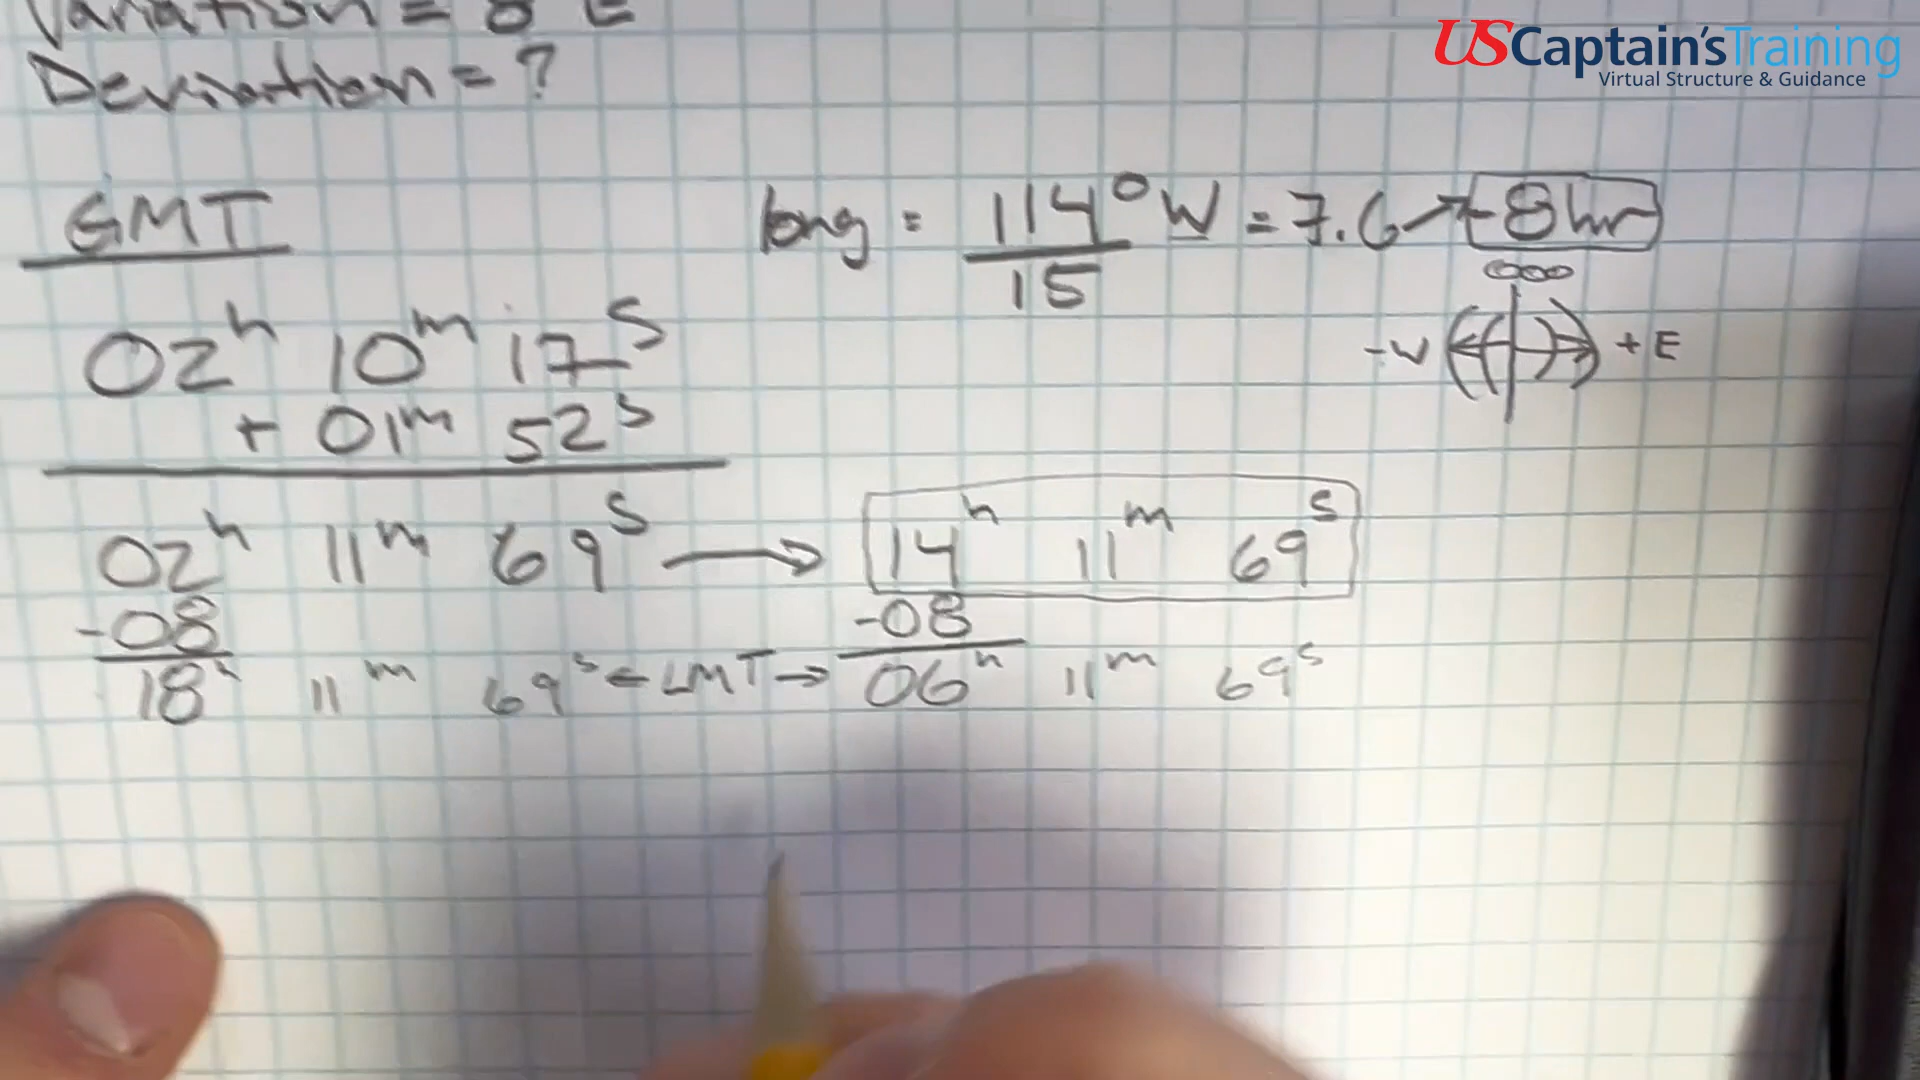 Variation = 8° E
USCaptain'sTraining
Virtual Structure & Guidance
Deviation = ?
GMT
long = 114° W = 7.6 → -8 hr
15
000
-W + E
02h 10m 17s
+ 01m 52s
02h 11m 69s → 14h 11m 69s
-08 -08
18h 11m 69s ← LMT → 06h 11m 69s